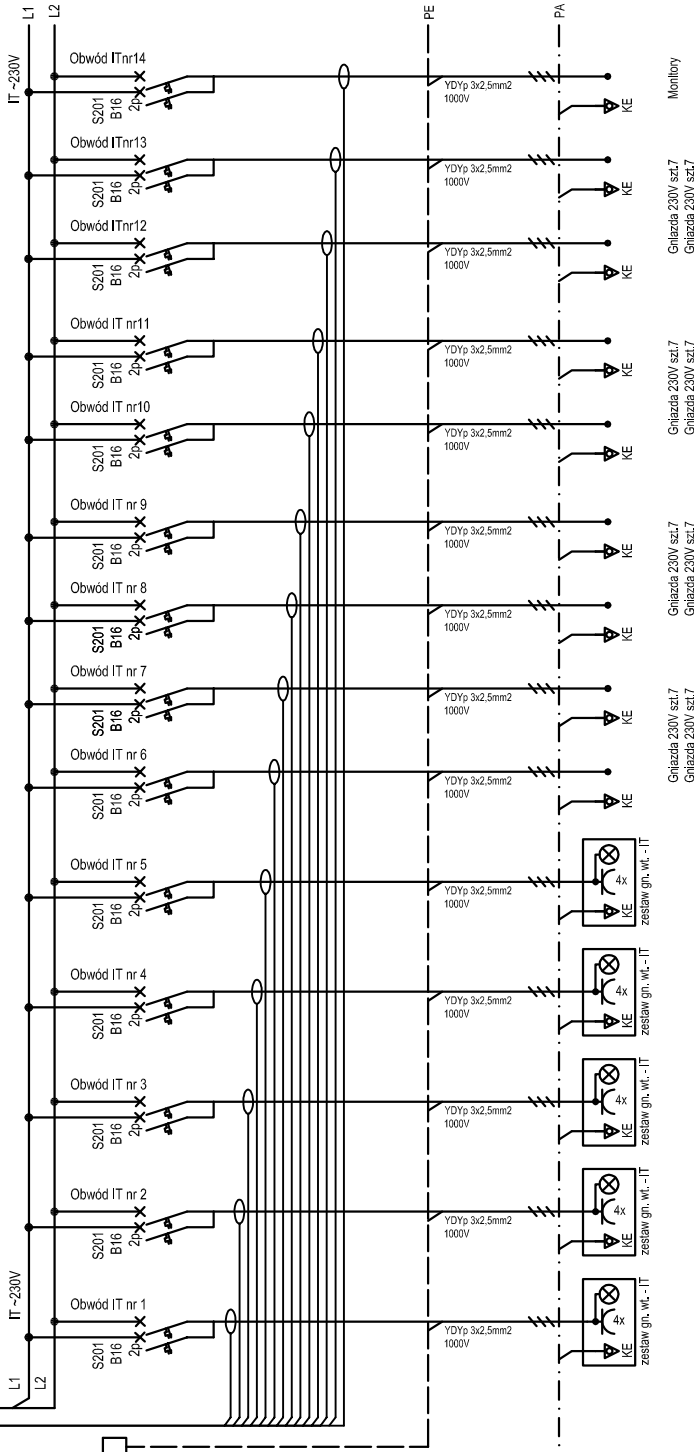 L1
L2
PE
PA
IT ~230V
Obwód ITnr14
S201
B16
2p
YDYp 3x2,5mm2
1000V
KE
Monitory
Obwód ITnr13
S201
B16
2p
YDYp 3x2,5mm2
1000V
KE
Gniazda 230V szt.7
Gniazda 230V szt.7
Obwód ITnr12
S201
B16
2p
YDYp 3x2,5mm2
1000V
KE
Obwód IT nr11
S201
B16
2p
YDYp 3x2,5mm2
1000V
KE
Gniazda 230V szt.7
Gniazda 230V szt.7
Obwód IT nr10
S201
B16
2p
YDYp 3x2,5mm2
1000V
KE
Obwód IT nr 9
S201
B16
2p
YDYp 3x2,5mm2
1000V
KE
Gniazda 230V szt.7
Gniazda 230V szt.7
Obwód IT nr 8
S201
B16
2p
YDYp 3x2,5mm2
1000V
KE
Obwód IT nr 7
S201
B16
2p
YDYp 3x2,5mm2
1000V
KE
Gniazda 230V szt.7
Gniazda 230V szt.7
Obwód IT nr 6
S201
B16
2p
YDYp 3x2,5mm2
1000V
KE
Obwód IT nr 5
S201
B16
2p
YDYp 3x2,5mm2
1000V
4x
KE
zestaw gn. wt. - IT
Obwód IT nr 4
S201
B16
2p
YDYp 3x2,5mm2
1000V
4x
KE
zestaw gn. wt. - IT
Obwód IT nr 3
S201
B16
2p
YDYp 3x2,5mm2
1000V
4x
KE
zestaw gn. wt. - IT
Obwód IT nr 2
S201
B16
2p
YDYp 3x2,5mm2
1000V
4x
KE
zestaw gn. wt. - IT
IT ~230V
Obwód IT nr 1
S201
B16
2p
YDYp 3x2,5mm2
1000V
4x
KE
zestaw gn. wt. - IT
L1
L2